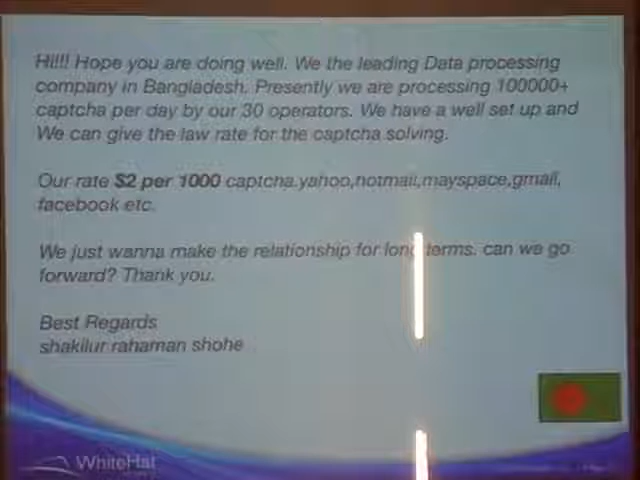 Hi!!! Hope you are doing well. We the leading Data processing
company in Bangladesh. Presently we are processing 100000+
captcha per day by our 30 operators. We have a well set up and
We can give the law rate for the captcha solving.
Our rate $2 per 1000 captcha.yahoo,hotmail,mayspace,gmail,
facebook etc.
We just wanna make the relationship for long terms. can we go
forward? Thank you.
Best Regards
shakilur rahaman shohe
WhiteHat